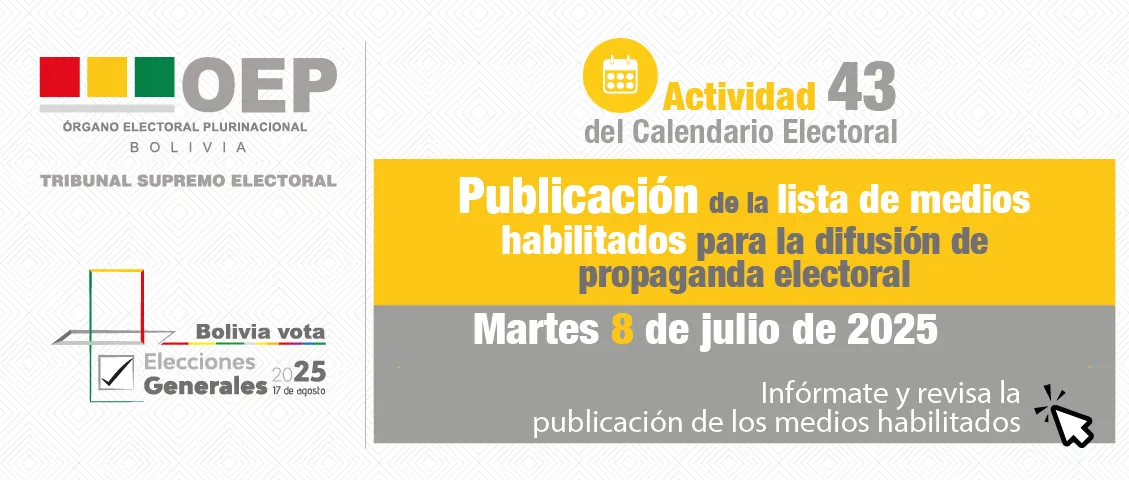 OEP
ÓRGANO ELECTORAL PLURINACIONAL
BOLIVIA
TRIBUNAL SUPREMO ELECTORAL
Bolivia vota
Elecciones
Generales 2025
17 de agosto
Actividad 43
del Calendario Electoral
Publicación de la lista de medios
habilitados para la difusión de
propaganda electoral
Martes 8 de julio de 2025
Infórmate y revisa la
publicación de los medios habilitados